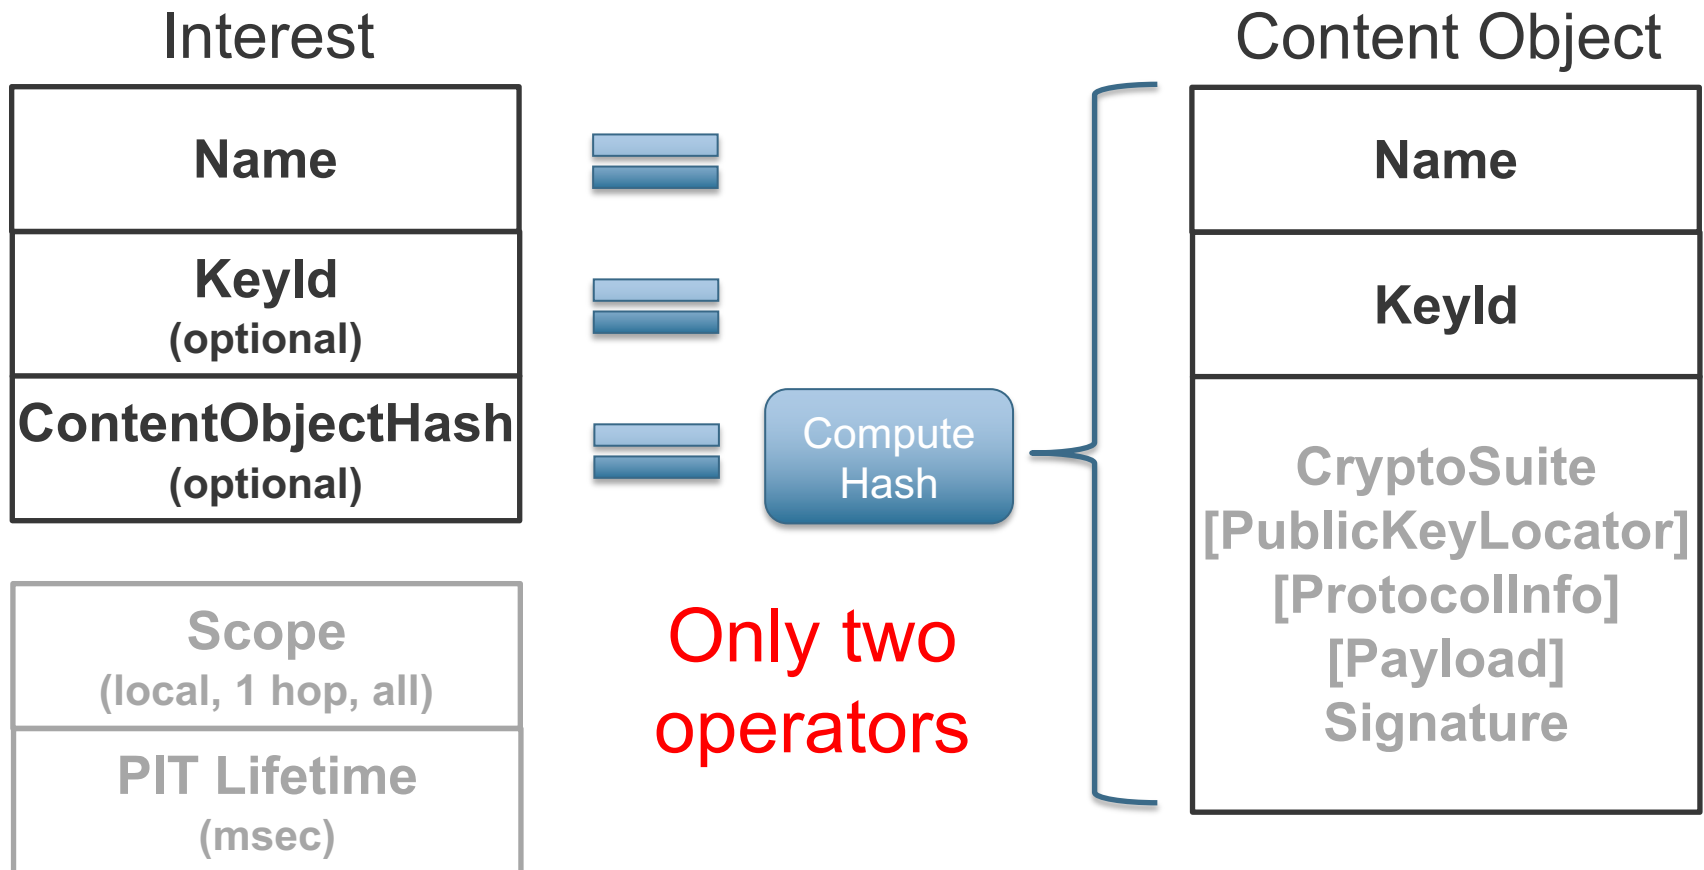 Interest
Name
KeyId
(optional)
ContentObjectHash
(optional)
Scope
(local, 1 hop, all)
PIT Lifetime
(msec)
Compute
Hash
Only two
operators
Content Object
Name
KeyId
CryptoSuite
[PublicKeyLocator]
[ProtocolInfo]
[Payload]
Signature